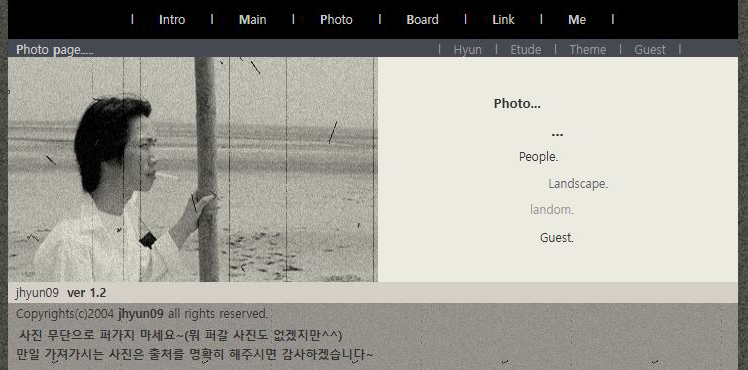 | Intro | Main | Photo | Board | Link | Me |
Photo page..... | Hyun | Etude | Theme | Guest |
Photo...
...
People.
Landscape.
landom.
Guest.
jhyun09 ver 1.2
Copyrights(c)2004 jhyun09 all rights reserved.
사진 무단으로 퍼가지 마세요~(뭐 퍼갈 사진도 없겠지만^^)
만일 가져가시는 사진은 출처를 명확히 해주시면 감사하겠습니다~